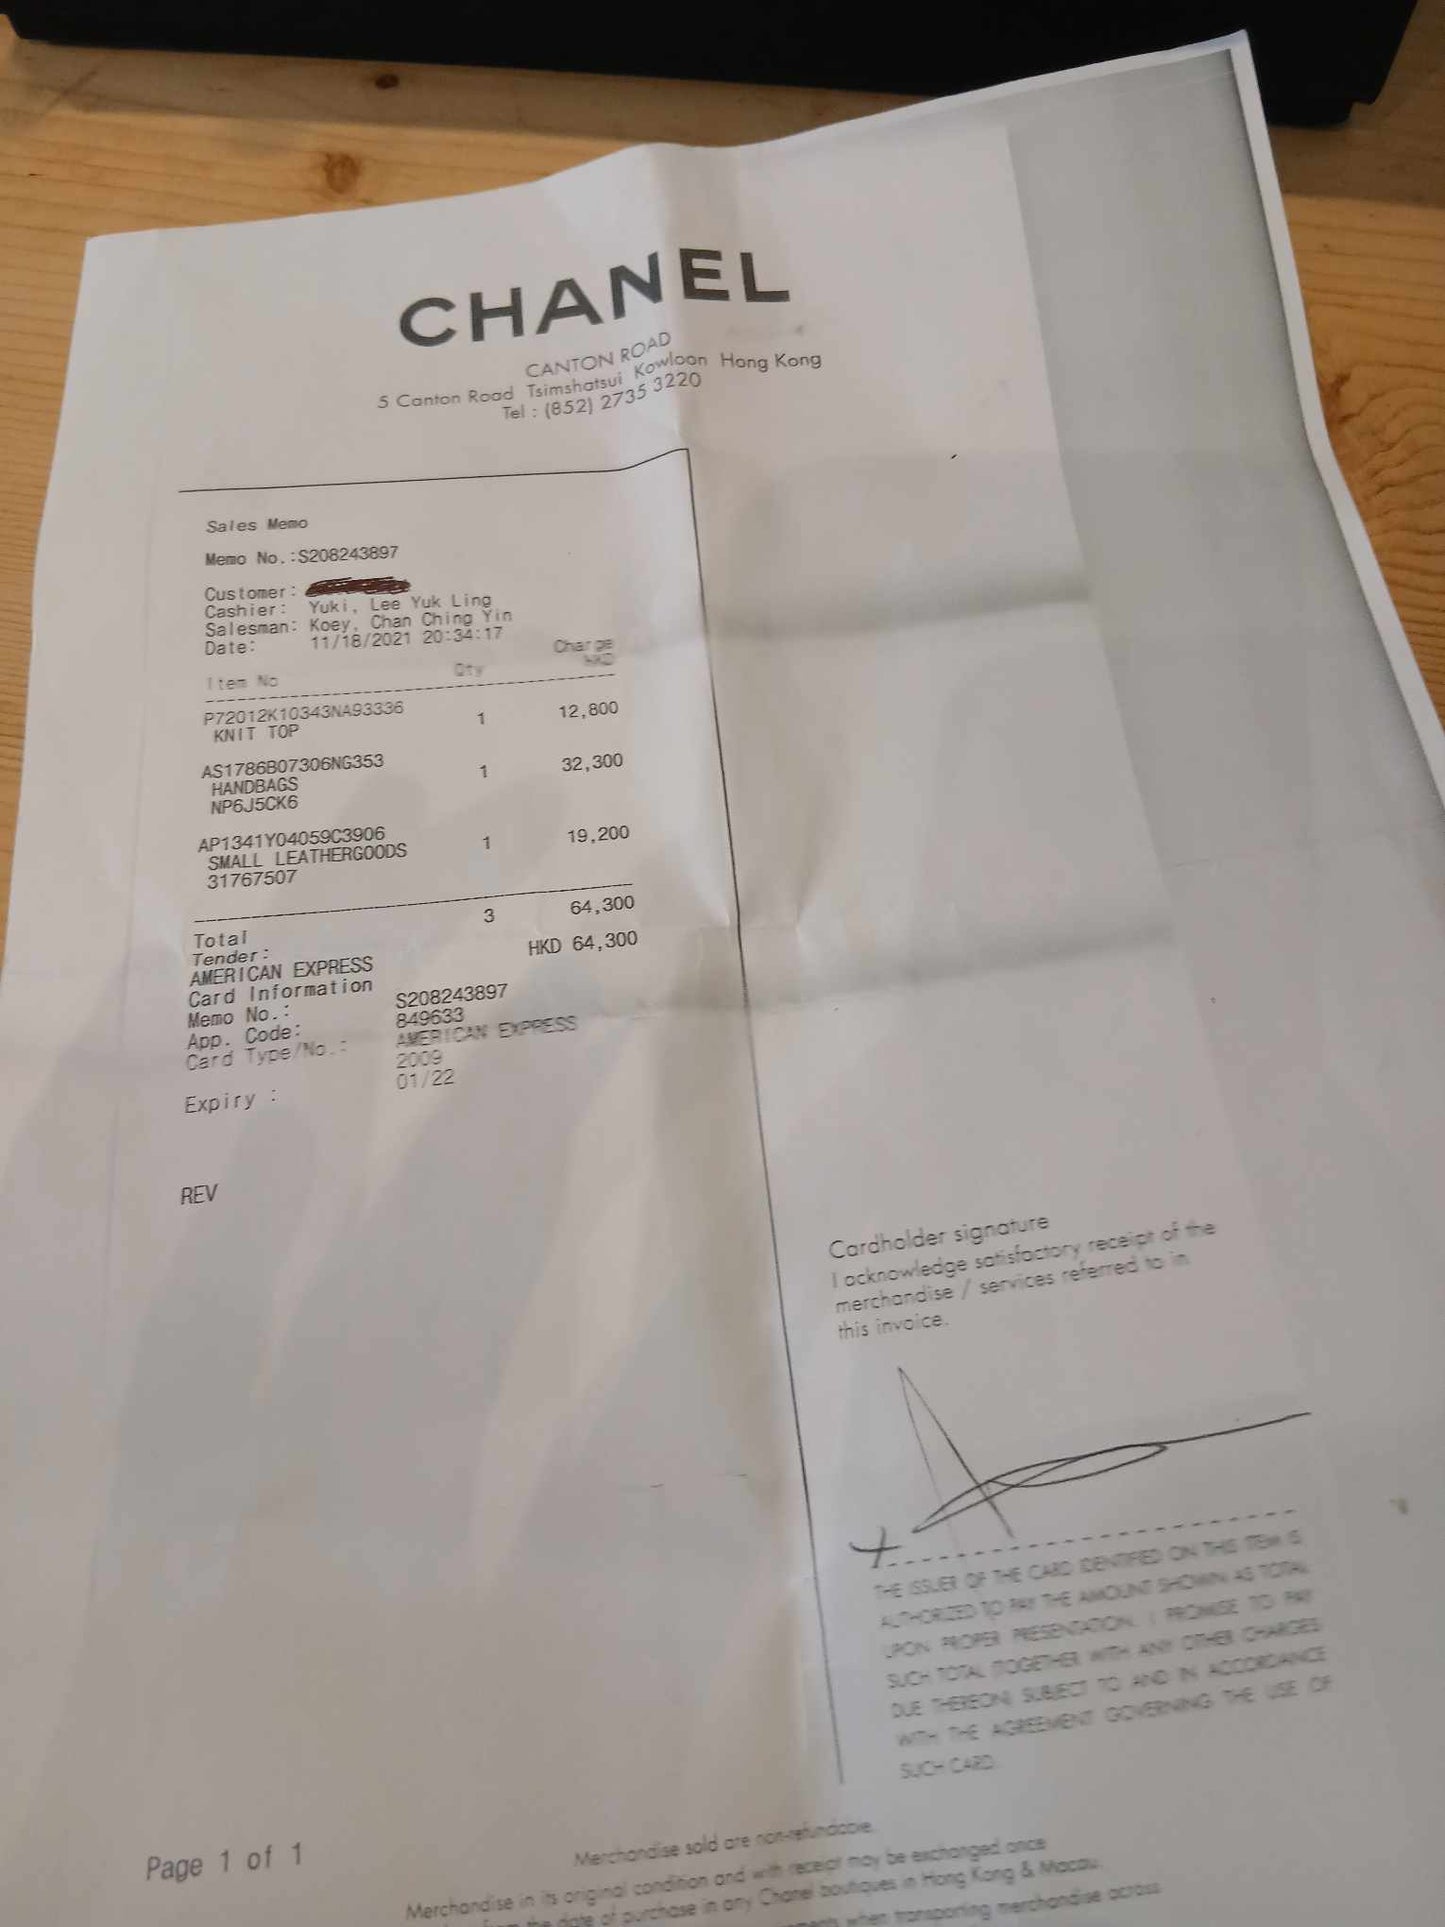 CHANEL
CANTON ROAD
5 Canton Road Tsimshatsui Kowloon Hong Kong
Tel : (852) 2735 3220
Sales Memo
Memo No.:S208243897
Customer:
Cashier: Yuki, Lee Yuk Ling
Salesman: Koey, Chan Ching Yin
Date: 11/18/2021 20:34:17
Item No Qty Charge
HKD
P72012K10343NA93336 1 12,800
KNIT TOP
AS1786B07306NG353 1 32,300
HANDBAGS
NP6J5CK6
AP1341Y04059C3906 1 19,200
SMALL LEATHERGOODS
31767507
Total 3 64,300
Tender: HKD 64,300
AMERICAN EXPRESS
Card Information
Memo No.: S208243897
App. Code: 849633
Card Type/No.: AMERICAN EXPRESS
2009
Expiry : 01/22
REV
Cardholder signature
I acknowledge satisfactory receipt of the
merchandise / services referred to in
this invoice.
THE ISSUER OF THE CARD IDENTIFIED ON THIS ITEM IS
AUTHORIZED TO PAY THE AMOUNT SHOWN AS TOTAL
UPON PROPER PRESENTATION. I PROMISE TO PAY
SUCH TOTAL (TOGETHER WITH ANY OTHER CHARGES
DUE THEREON) SUBJECT TO AND IN ACCORDANCE
WITH THE AGREEMENT GOVERNING THE USE OF
SUCH CARD.
Page 1 of 1
Merchandise sold are non-refundable.
Merchandise in its original condition and with receipt may be exchanged once
from the date of purchase in any Chanel boutiques in Hong Kong & Macau.
when transporting merchandise across